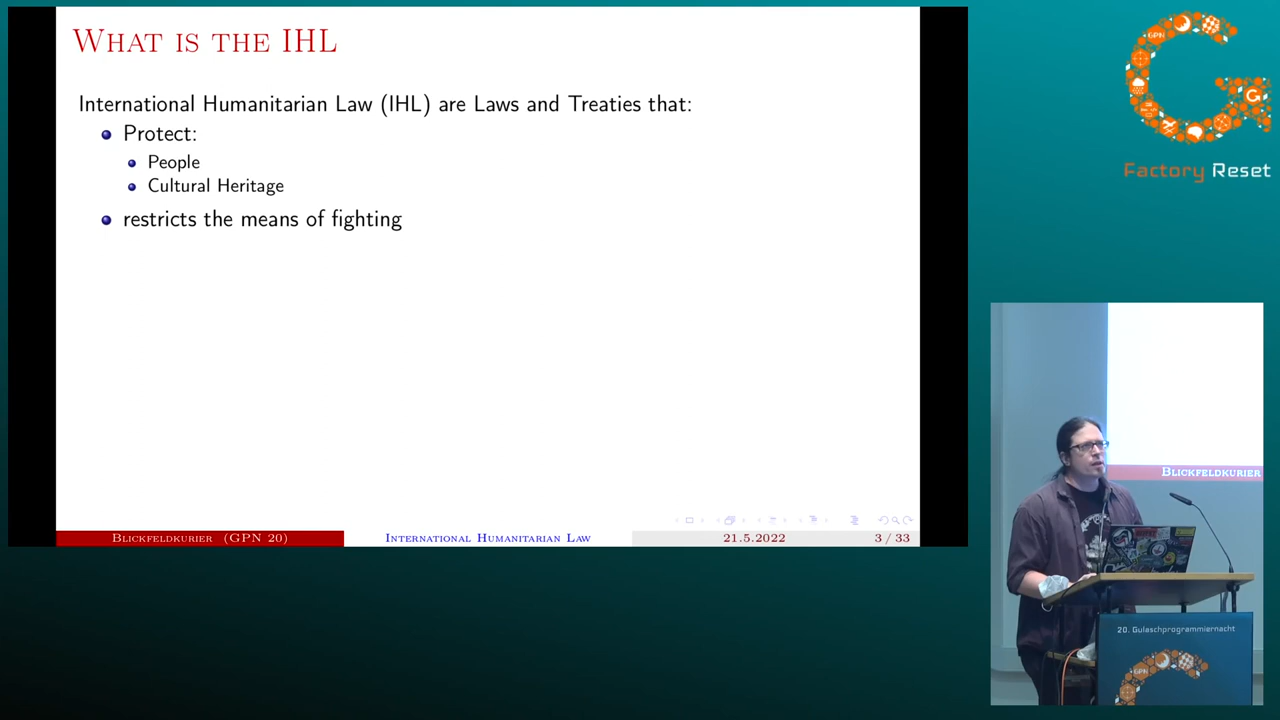 What is the IHL
International Humanitarian Law (IHL) are Laws and Treaties that:
Protect:
People
Cultural Heritage
restricts the means of fighting
Blickfeldkurier (GPN 20)
International Humanitarian Law
21.5.2022
3 / 33
GPN
G
Factory Reset
Blickfeldkurier
20. Gulaschprogrammiernacht
GPN